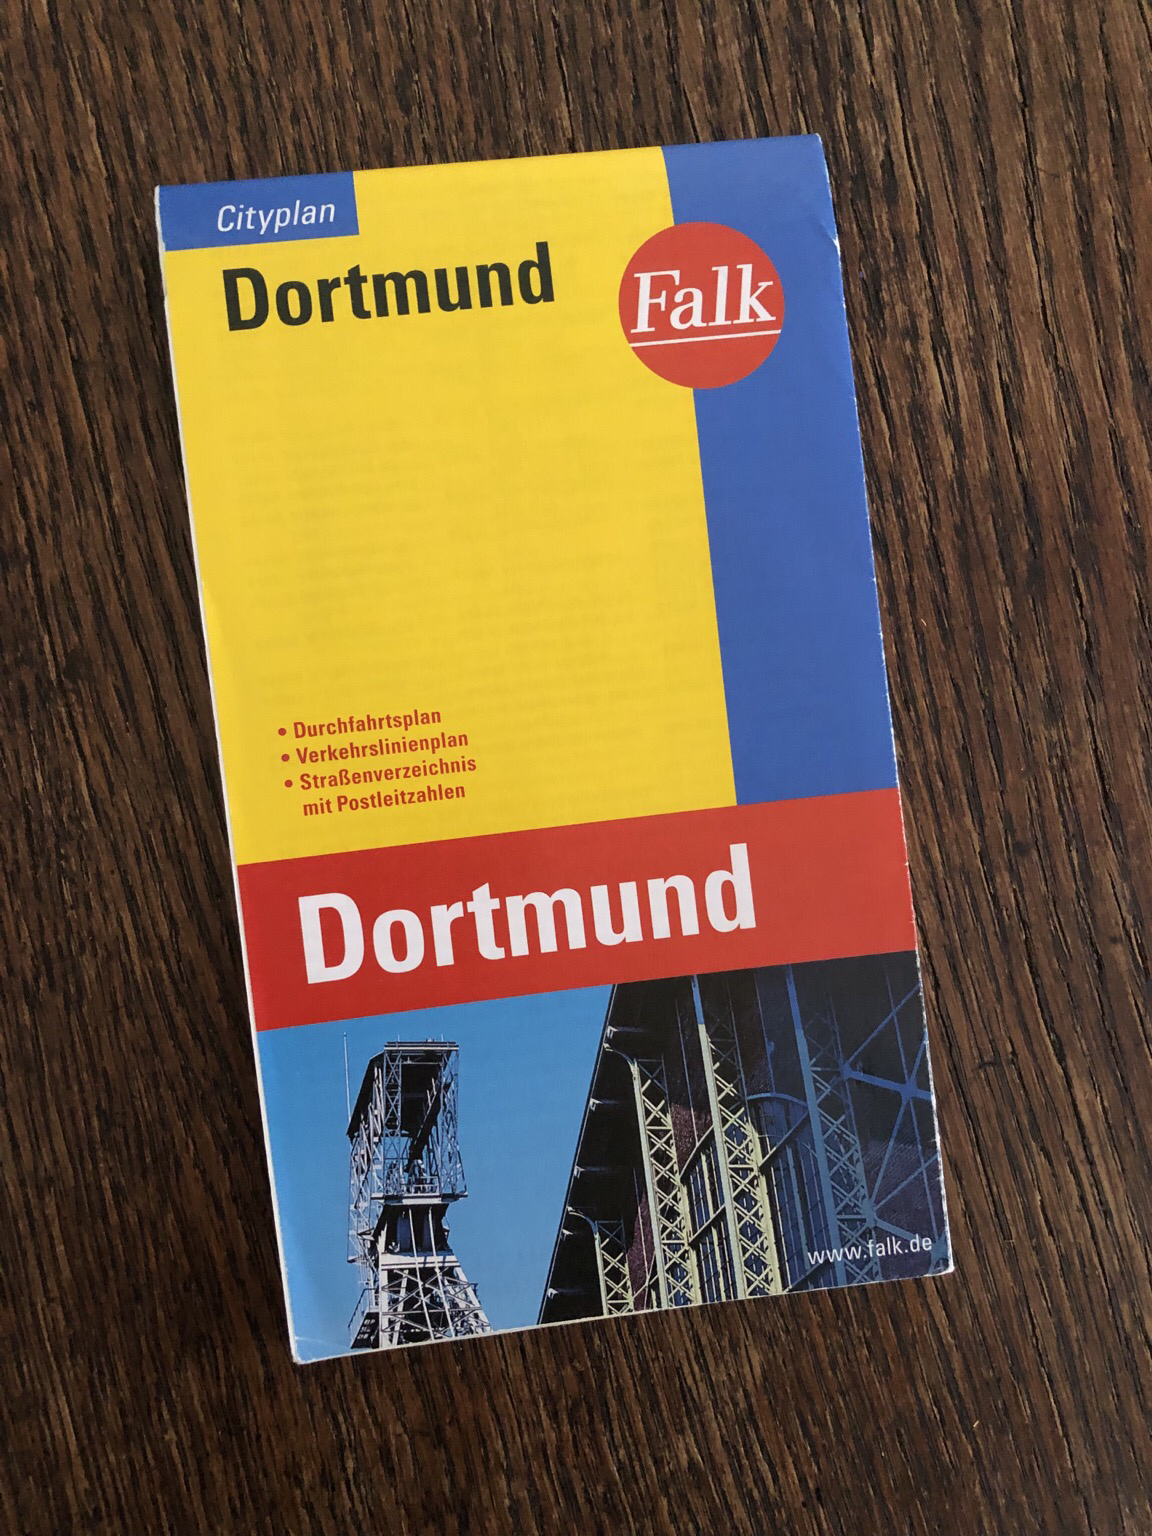 Cityplan
Dortmund
Falk
• Durchfahrtsplan
• Verkehrslinienplan
• Straßenverzeichnis
mit Postleitzahlen
Dortmund
www.falk.de